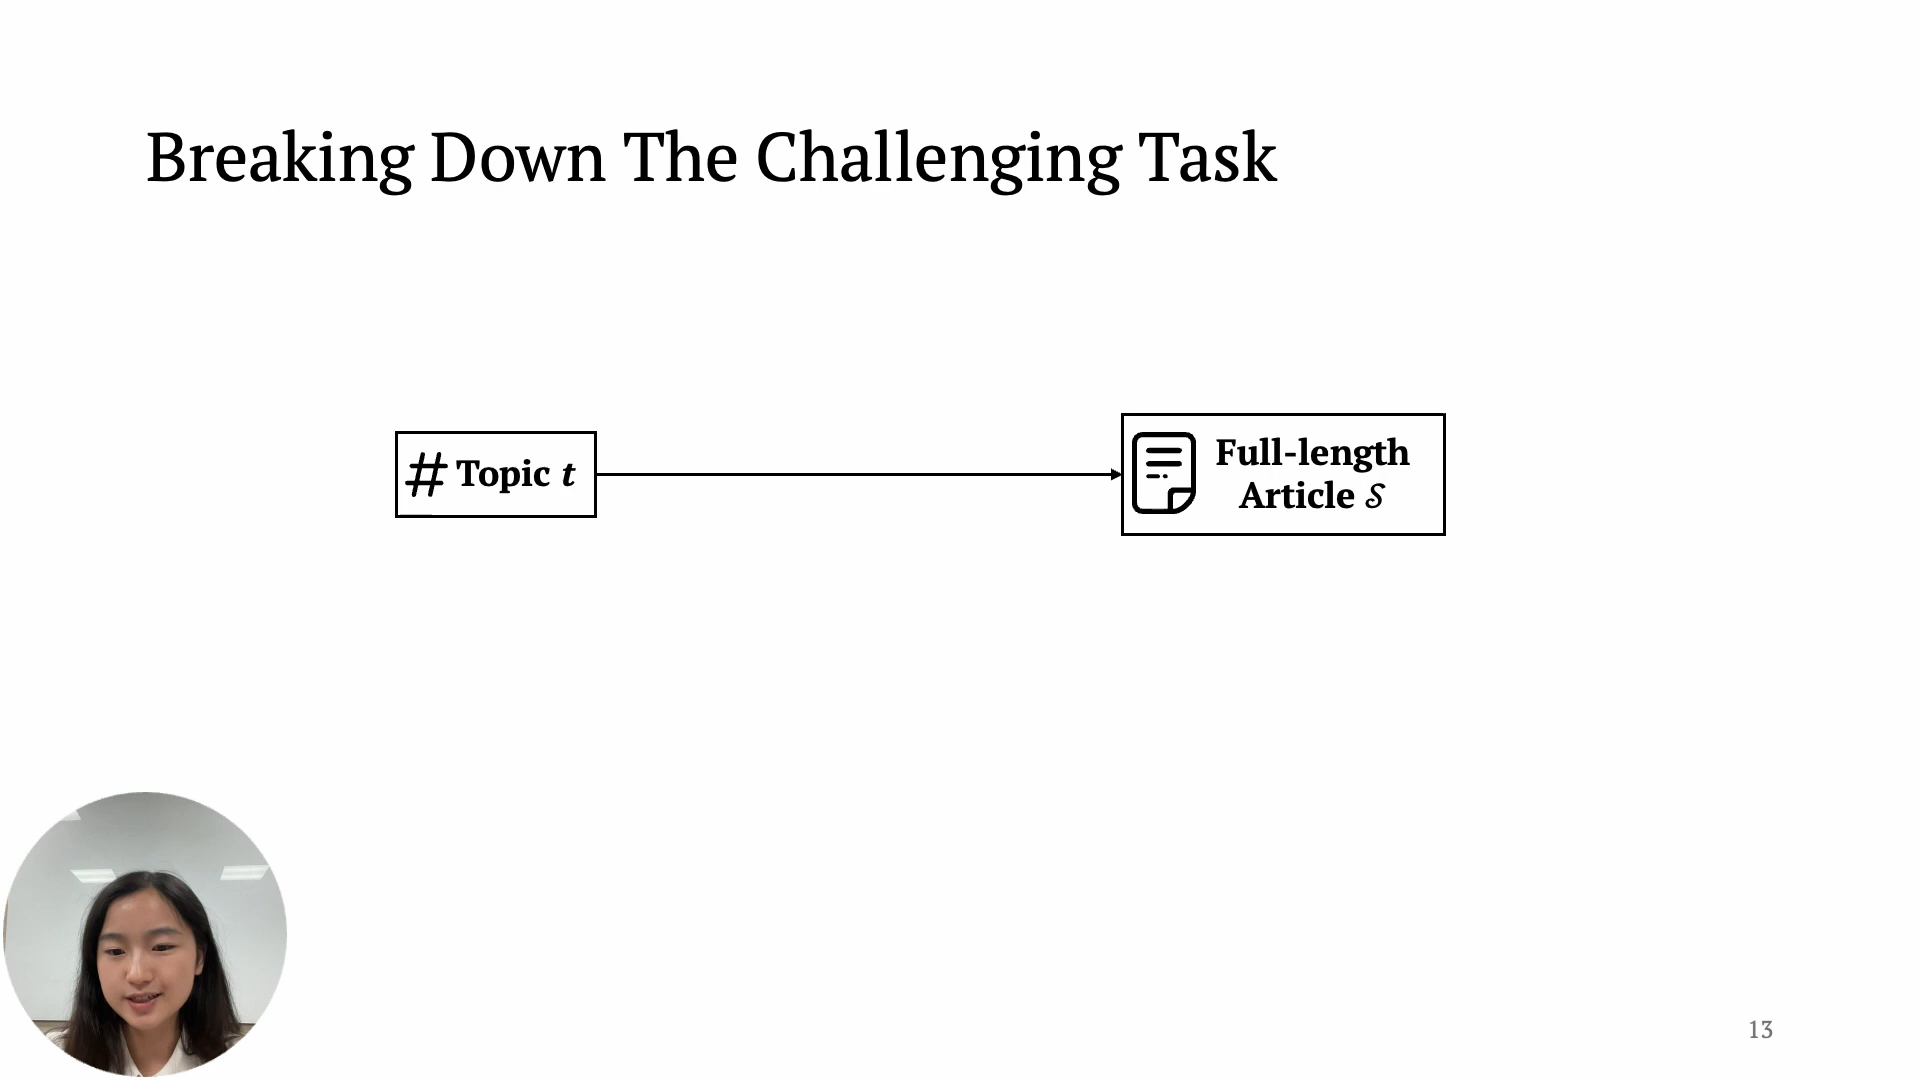 Breaking Down The Challenging Task
# Topic t
Full-length
Article S
13